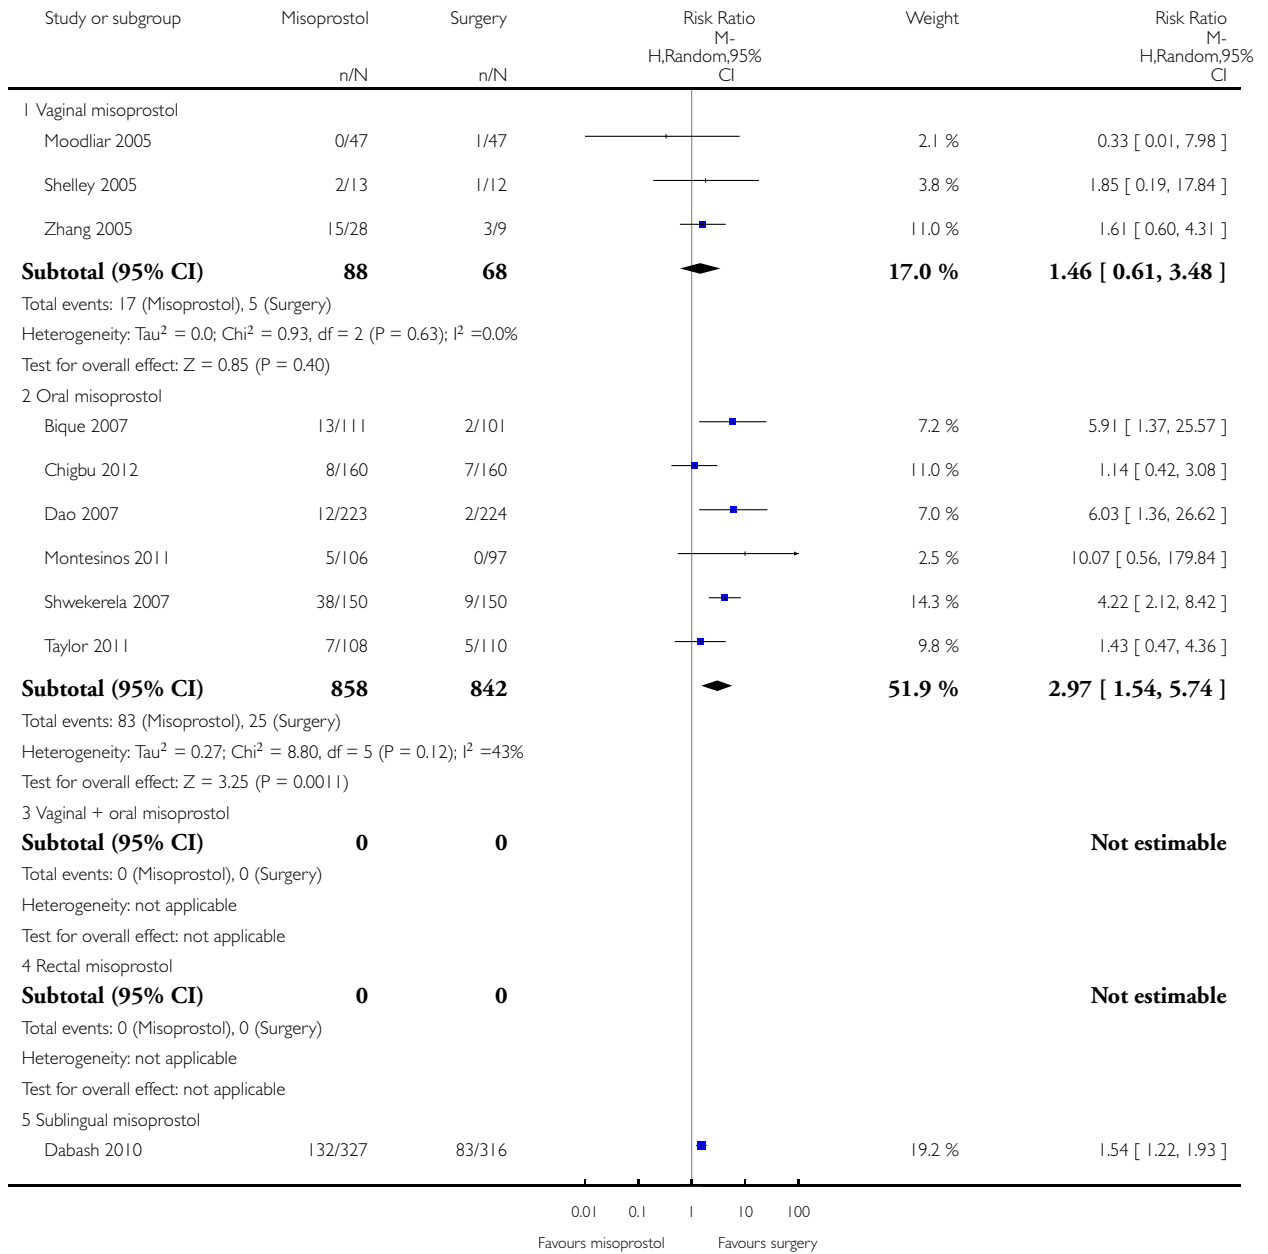 Study or subgroup Misoprostol Surgery Risk Ratio Weight Risk Ratio
M- M-
H,Random,95% H,Random,95%
n/N n/N CI CI
1 Vaginal misoprostol
Moodliar 2005 0/47 1/47 2.1 % 0.33 [ 0.01, 7.98 ]
Shelley 2005 2/13 1/12 3.8 % 1.85 [ 0.19, 17.84 ]
Zhang 2005 15/28 3/9 11.0 % 1.61 [ 0.60, 4.31 ]
Subtotal (95% CI) 88 68 17.0 % 1.46 [ 0.61, 3.48 ]
Total events: 17 (Misoprostol), 5 (Surgery)
Heterogeneity: Tau² = 0.0; Chi² = 0.93, df = 2 (P = 0.63); I² =0.0%
Test for overall effect: Z = 0.85 (P = 0.40)
2 Oral misoprostol
Bique 2007 13/111 2/101 7.2 % 5.91 [ 1.37, 25.57 ]
Chigbu 2012 8/160 7/160 11.0 % 1.14 [ 0.42, 3.08 ]
Dao 2007 12/223 2/224 7.0 % 6.03 [ 1.36, 26.62 ]
Montesinos 2011 5/106 0/97 2.5 % 10.07 [ 0.56, 179.84 ]
Shwekerela 2007 38/150 9/150 14.3 % 4.22 [ 2.12, 8.42 ]
Taylor 2011 7/108 5/110 9.8 % 1.43 [ 0.47, 4.36 ]
Subtotal (95% CI) 858 842 51.9 % 2.97 [ 1.54, 5.74 ]
Total events: 83 (Misoprostol), 25 (Surgery)
Heterogeneity: Tau² = 0.27; Chi² = 8.80, df = 5 (P = 0.12); I² =43%
Test for overall effect: Z = 3.25 (P = 0.0011)
3 Vaginal + oral misoprostol
Subtotal (95% CI) 0 0 Not estimable
Total events: 0 (Misoprostol), 0 (Surgery)
Heterogeneity: not applicable
Test for overall effect: not applicable
4 Rectal misoprostol
Subtotal (95% CI) 0 0 Not estimable
Total events: 0 (Misoprostol), 0 (Surgery)
Heterogeneity: not applicable
Test for overall effect: not applicable
5 Sublingual misoprostol
Dabash 2010 132/327 83/316 19.2 % 1.54 [ 1.22, 1.93 ]
0.01 0.1 1 10 100
Favours misoprostol Favours surgery